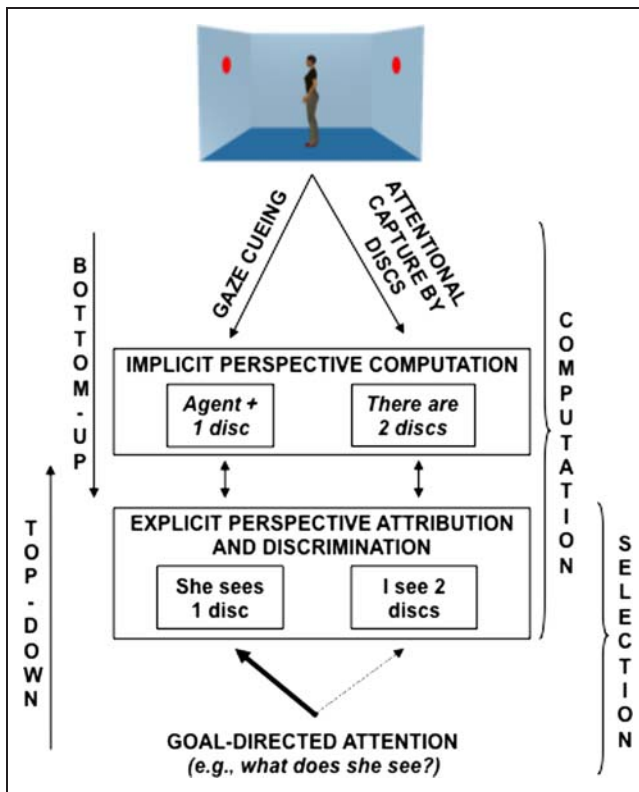 GAZE CUEING
ATTENTIONAL
CAPTURE BY
DISCS
BOTTOM-UP
COMPUTATION
IMPLICIT PERSPECTIVE COMPUTATION
Agent +
1 disc
There are
2 discs
TOP-DOWN
EXPLICIT PERSPECTIVE ATTRIBUTION
AND DISCRIMINATION
She sees
1 disc
I see 2
discs
SELECTION
GOAL-DIRECTED ATTENTION
(e.g., what does she see?)